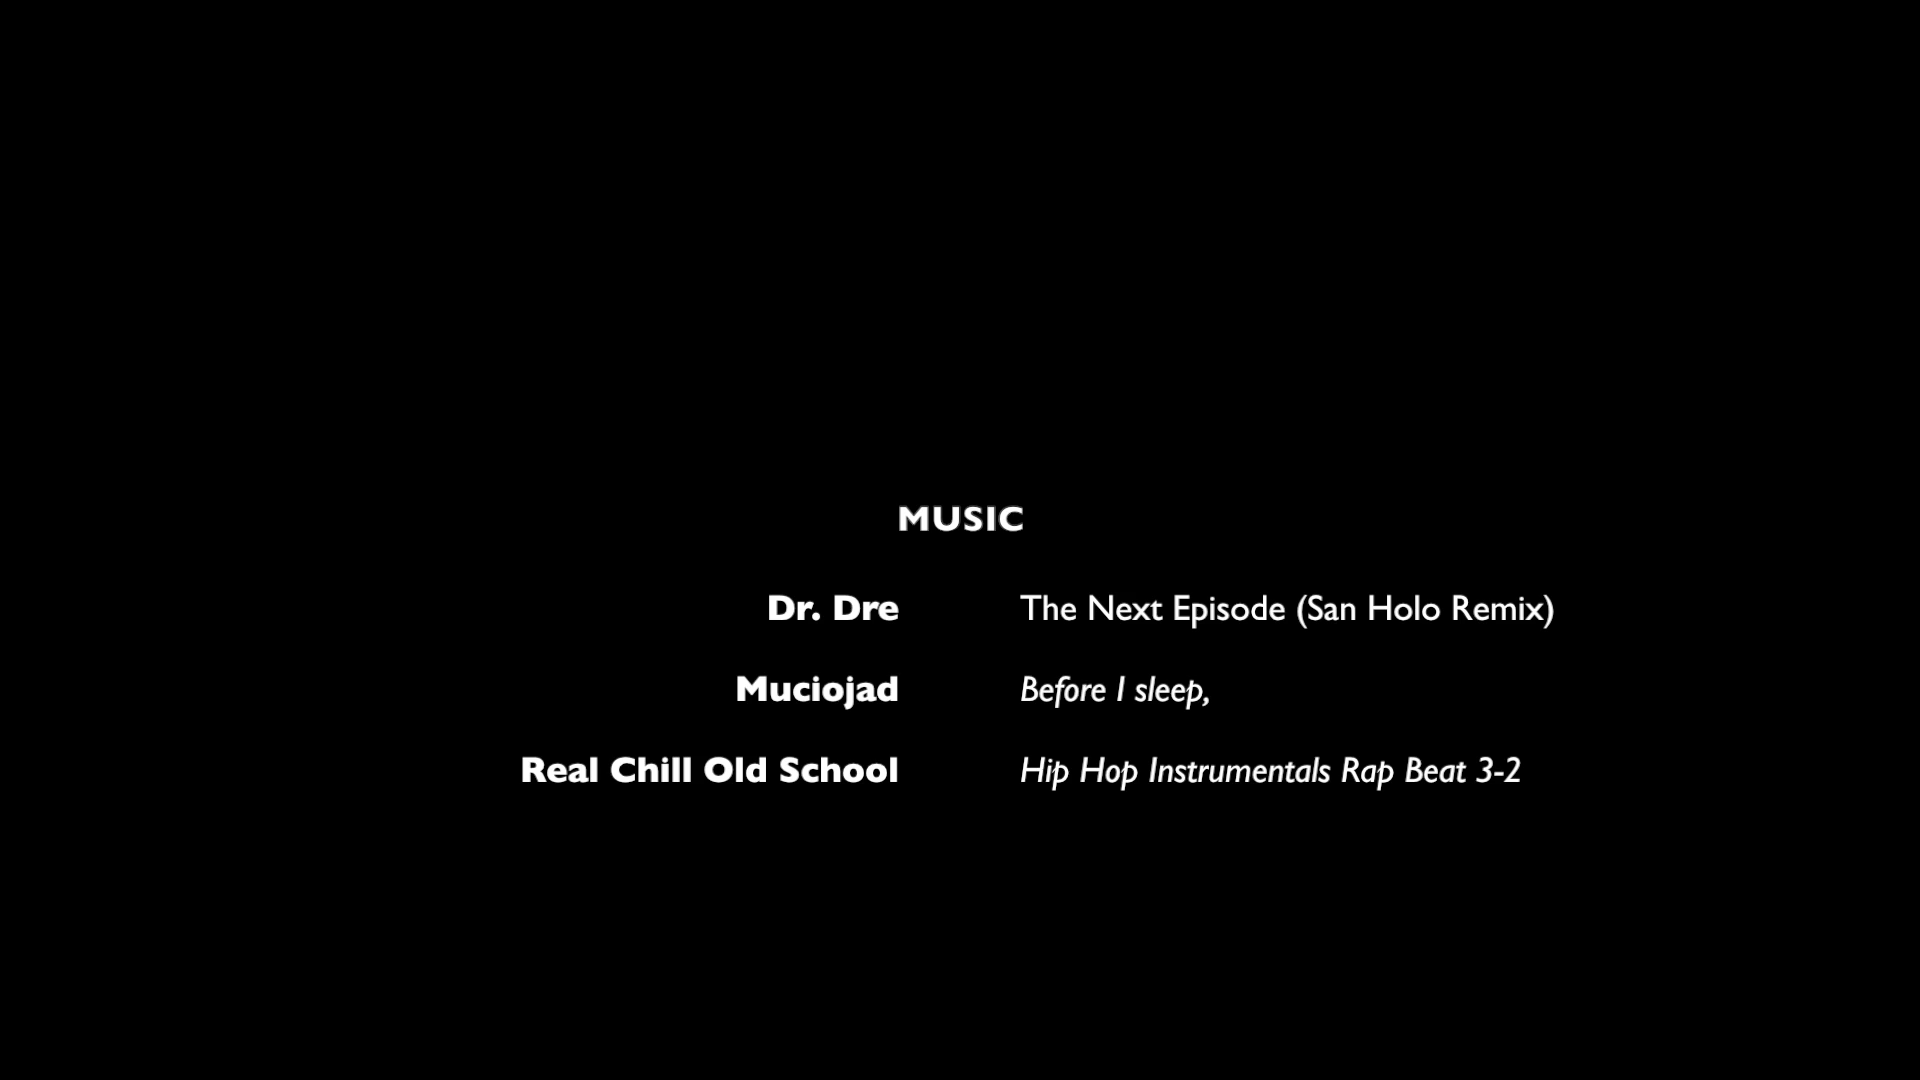 MUSIC
Dr. Dre The Next Episode (San Holo Remix)
Muciojad Before I sleep,
Real Chill Old School Hip Hop Instrumentals Rap Beat 3-2